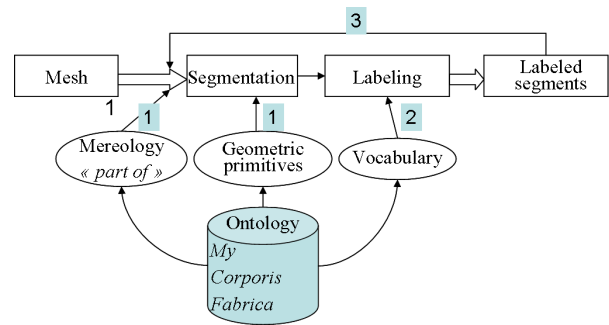 3
Mesh
Segmentation
Labeling
Labeled
segments
1
1
1
2
Mereology
« part of »
Geometric
primitives
Vocabulary
Ontology
My
Corporis
Fabrica